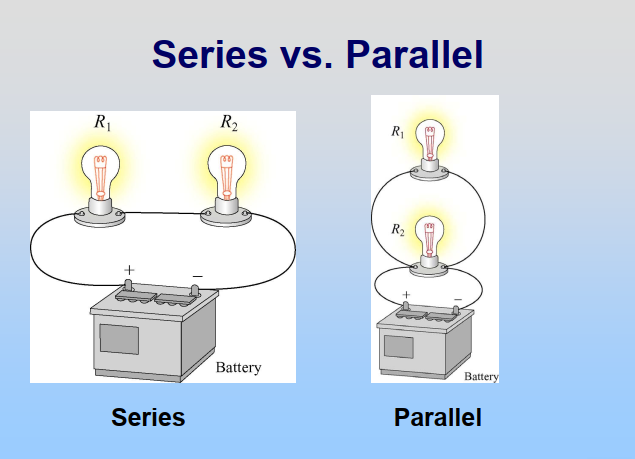 Series vs. Parallel
R1 R2
R1
R2
+ −
+ −
Battery
Battery
Series Parallel